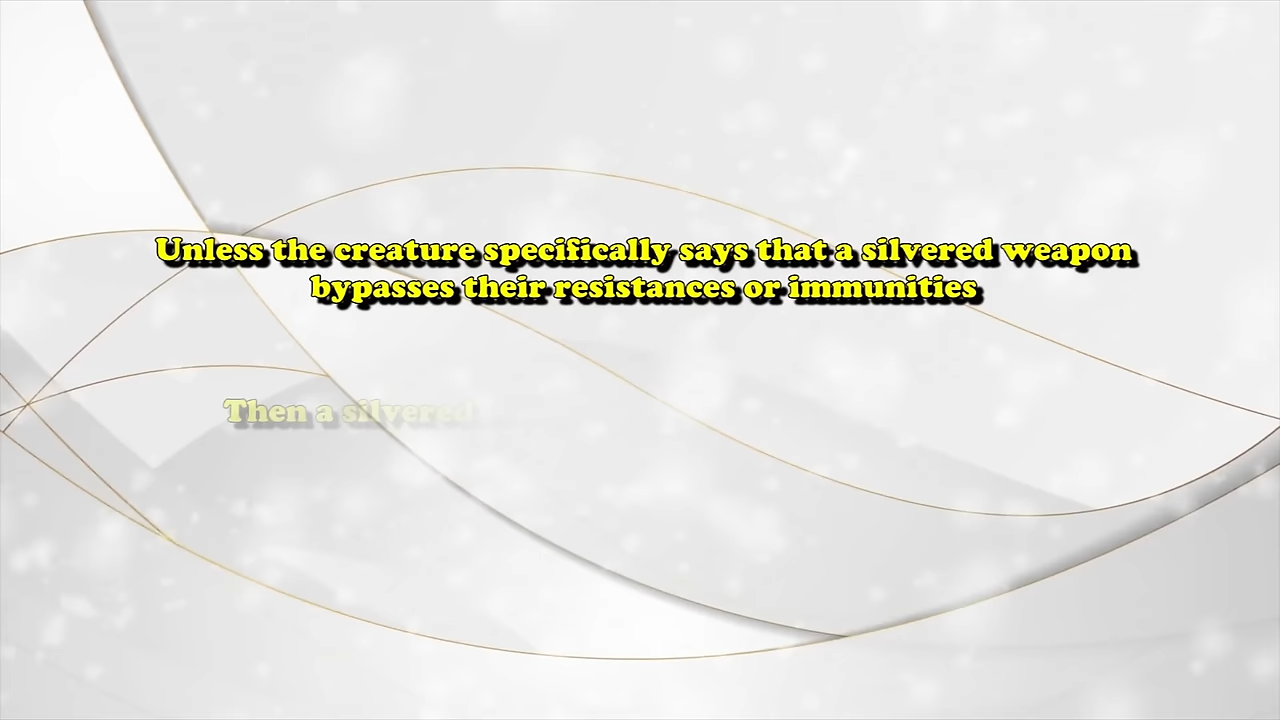 Unless the creature specifically says that a silvered weapon
bypasses their resistances or immunities
Then a silvered